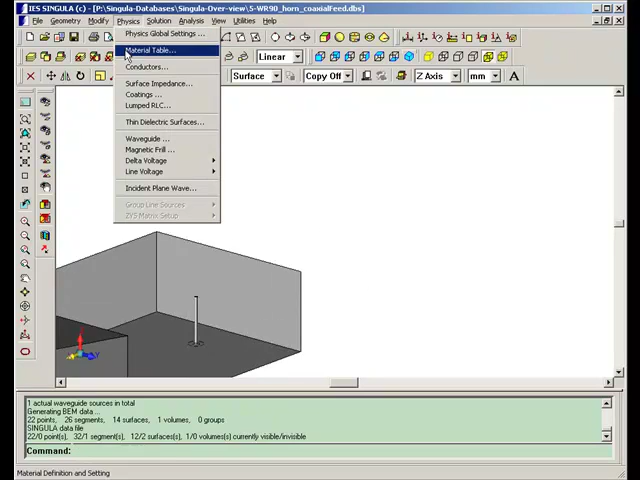 IES SINGULA (c) - [P:\Singula-Databases\Singula-Over-view\5-WR90_horn_coaxialFeed.dbs]
File Geometry Modify Physics Solution Analysis View Utilities Help
Physics Global Settings ...
Material Table...
Conductors...
Surface Impedance...
Coatings ...
Lumped RLC...
Thin Dielectric Surfaces...
Waveguide ...
Magnetic Frill ...
Delta Voltage
Line Voltage
Incident Plane Wave...
Group Line Sources
ZYS Matrix Setup
Linear
Surface Copy Off Z Axis mm A
Y
1 actual waveguide sources in total
Generating BEM data ...
22 points, 26 segments, 14 surfaces, 1 volumes, 0 groups
SINGULA data file
22/0 point(s), 32/1 segment(s), 12/2 surface(s), 1/0 volume(s) currently visible/invisible
Command:
Material Definition and Setting